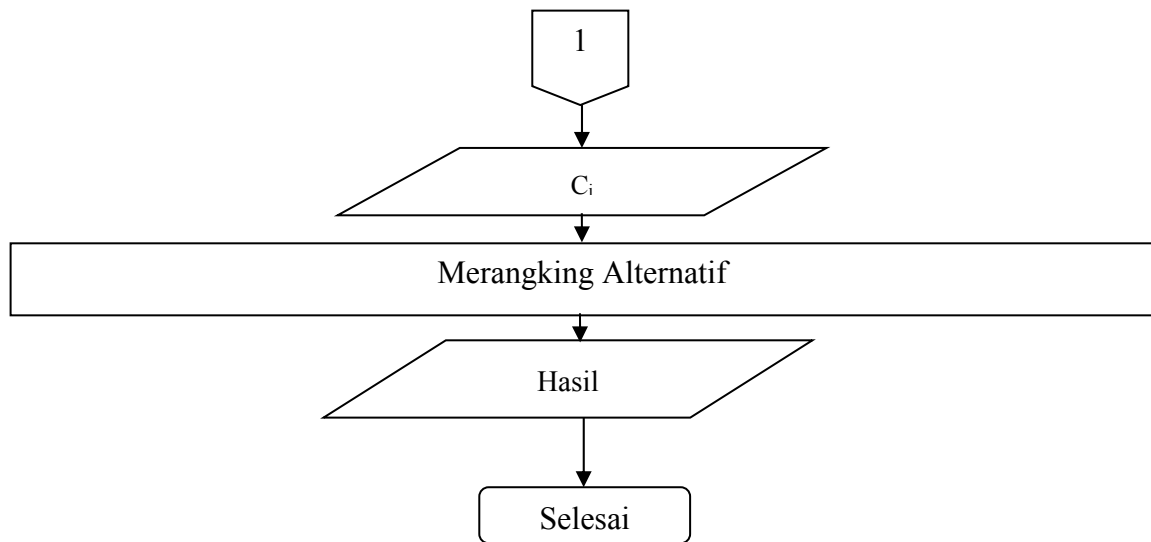 1
Cᵢ
Merangking Alternatif
Hasil
Selesai